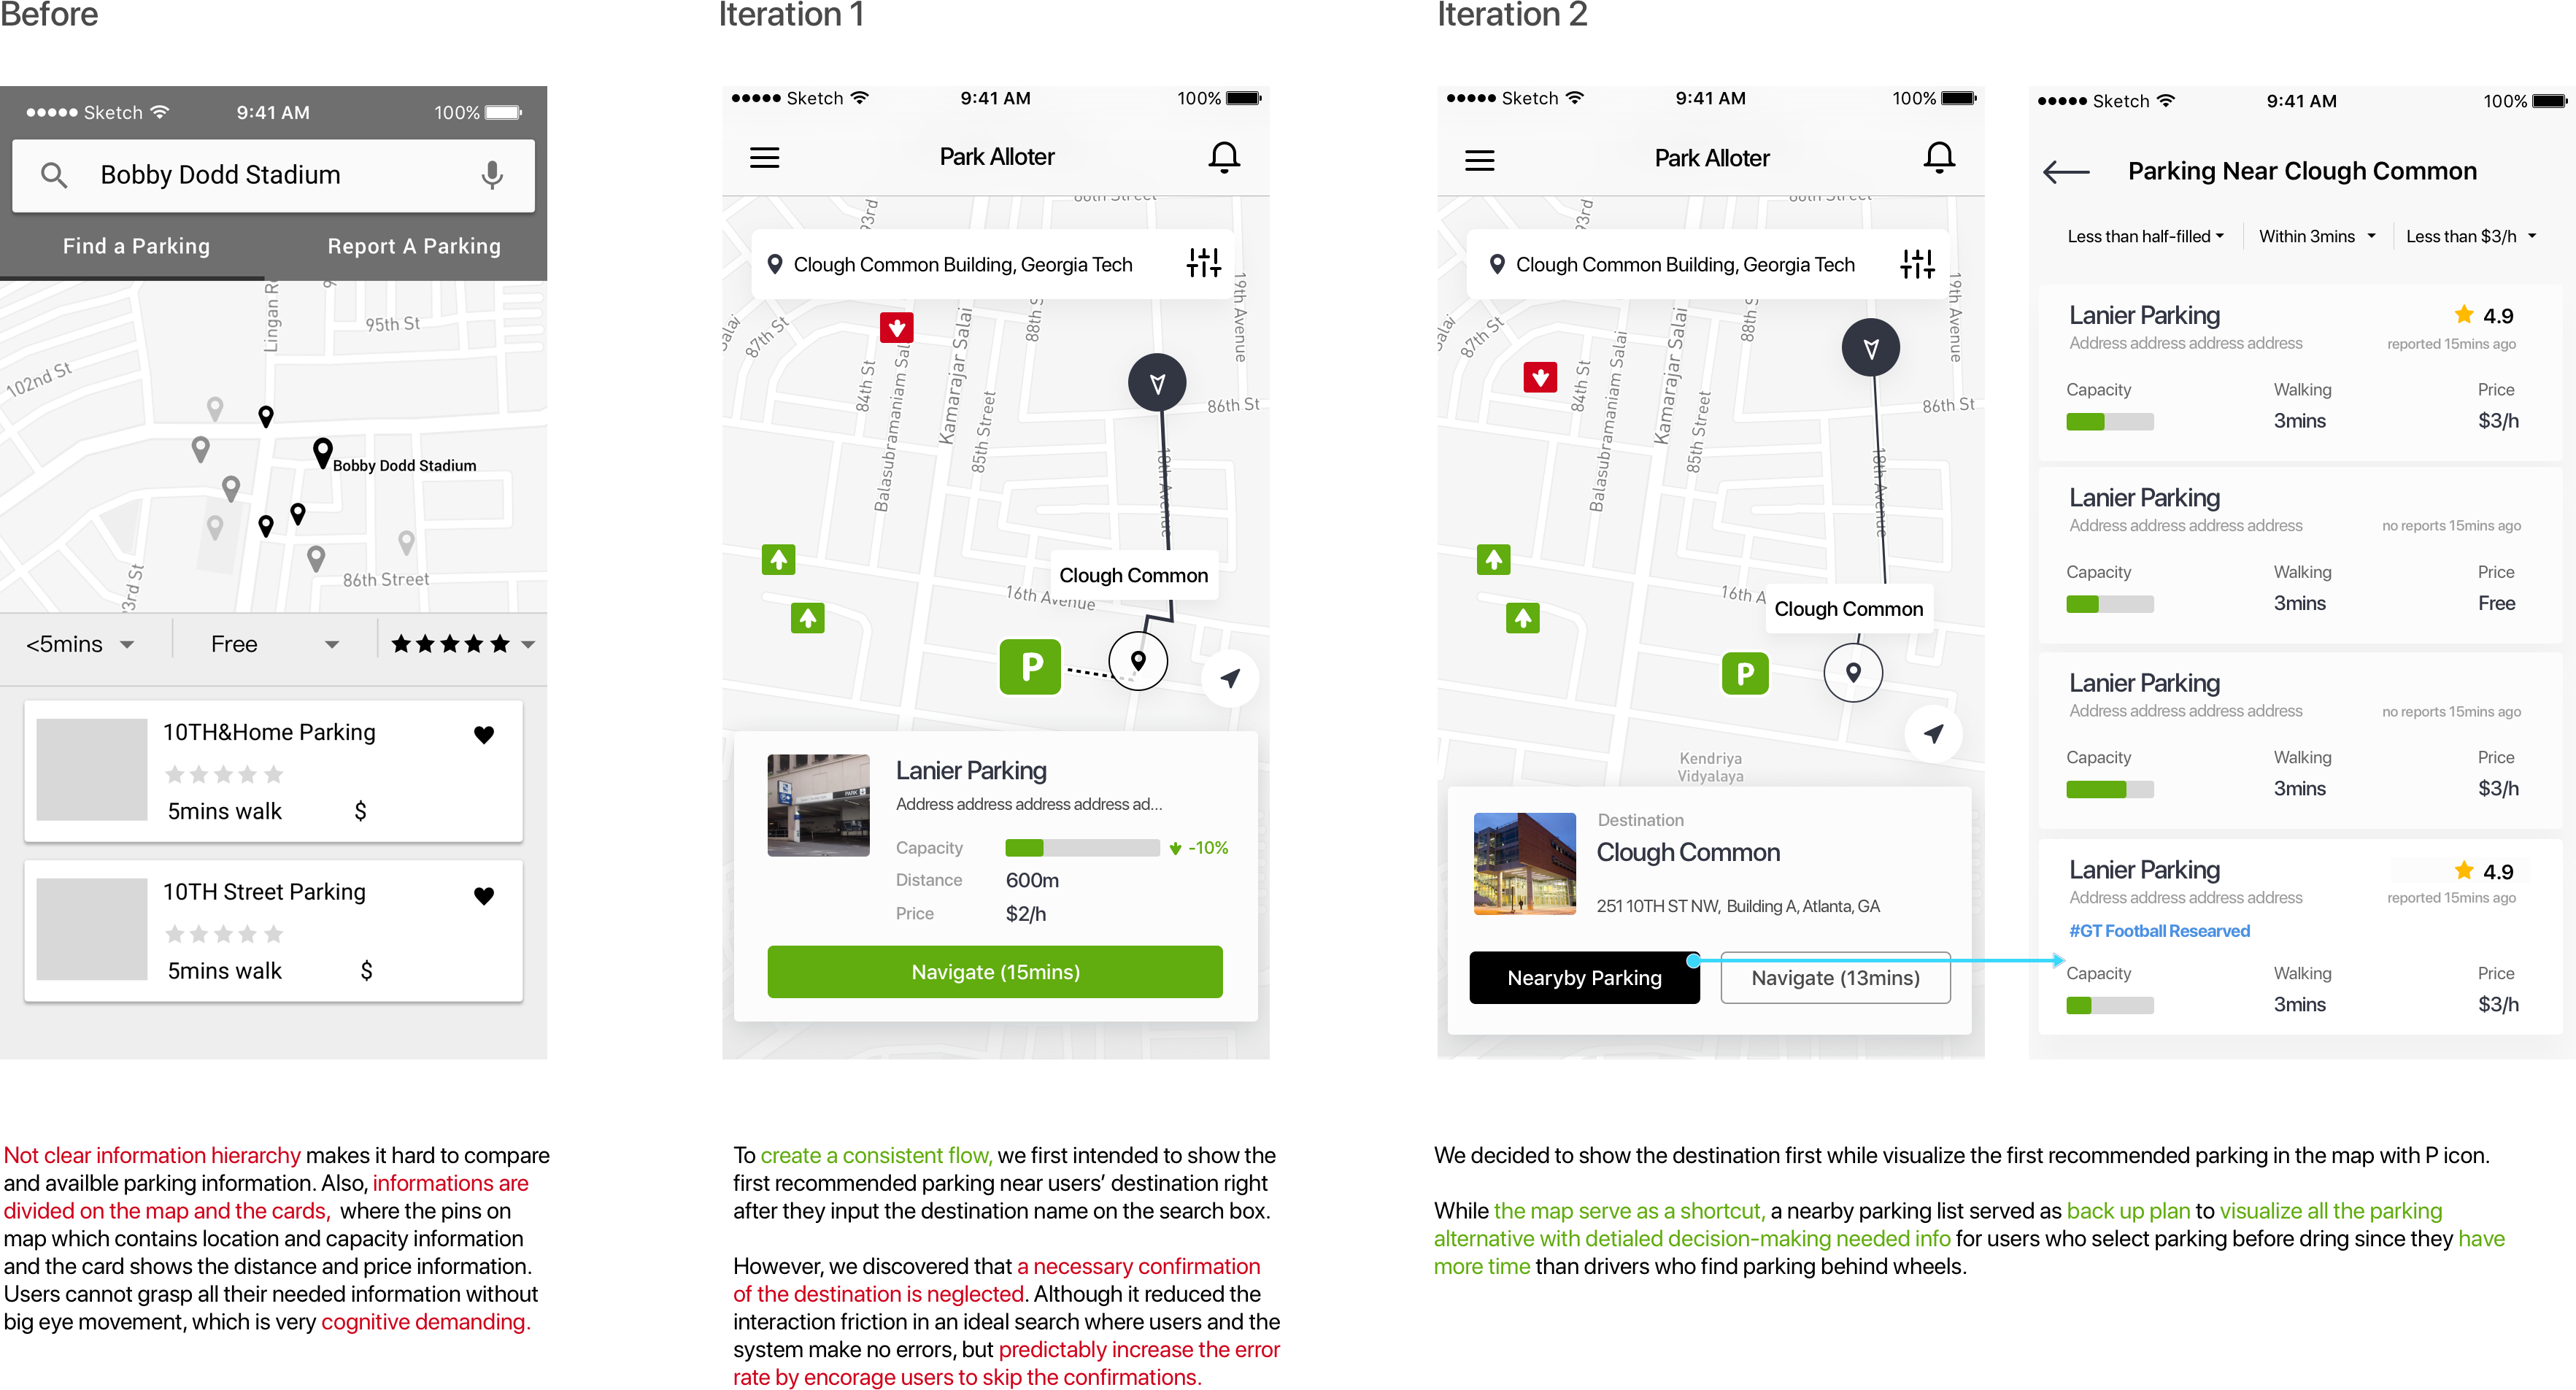 Before
Sketch 9:41 AM 100%
Bobby Dodd Stadium
Find a Parking Report A Parking
Lingan R
9
95th St
102nd St
Bobby Dodd Stadium
86th Street
3rd St
<5mins Free
10TH&Home Parking
5mins walk $
10TH Street Parking
5mins walk $
Not clear information hierarchy makes it hard to compare
and availble parking information. Also, informations are
divided on the map and the cards, where the pins on
map which contains location and capacity information
and the card shows the distance and price information.
Users cannot grasp all their needed information without
big eye movement, which is very cognitive demanding.
Iteration 1
Sketch 9:41 AM 100%
Park Alloter
88th Street
93rd
Clough Common Building, Georgia Tech
19th Avenue
alai
87th St
88th S
84th St
Balasubramaniam Sal
Kamarajar Salai
85th Street
86th St
18th Avenue
Clough Common
16th Avenue
P
PARK
Lanier Parking
Address address address address ad...
Capacity -10%
Distance 600m
Price $2/h
Navigate (15mins)
To create a consistent flow, we first intended to show the
first recommended parking near users’ destination right
after they input the destination name on the search box.
However, we discovered that a necessary confirmation
of the destination is neglected. Although it reduced the
interaction friction in an ideal search where users and the
system make no errors, but predictably increase the error
rate by encorage users to skip the confirmations.
Iteration 2
Sketch 9:41 AM 100%
Park Alloter
88th Street
93rd
Clough Common Building, Georgia Tech
19th Avenue
alai
87th St
88th S
84th St
Balasubramaniam Salai
Kamarajar Salai
85th Street
86th St
18th Avenue
16th A
Clough Common
P
Kendriya
Vidyalaya
Destination
Clough Common
251 10TH ST NW, Building A, Atlanta, GA
Nearyby Parking Navigate (13mins)
Sketch 9:41 AM 100%
Parking Near Clough Common
Less than half-filled Within 3mins Less than $3/h
Lanier Parking 4.9
Address address address address reported 15mins ago
Capacity Walking Price
3mins $3/h
Lanier Parking
Address address address address no reports 15mins ago
Capacity Walking Price
3mins Free
Lanier Parking
Address address address address no reports 15mins ago
Capacity Walking Price
3mins $3/h
Lanier Parking 4.9
Address address address address reported 15mins ago
#GT Football Researved
Capacity Walking Price
3mins $3/h
We decided to show the destination first while visualize the first recommended parking in the map with P icon.
While the map serve as a shortcut, a nearby parking list served as back up plan to visualize all the parking
alternative with detialed decision-making needed info for users who select parking before dring since they have
more time than drivers who find parking behind wheels.